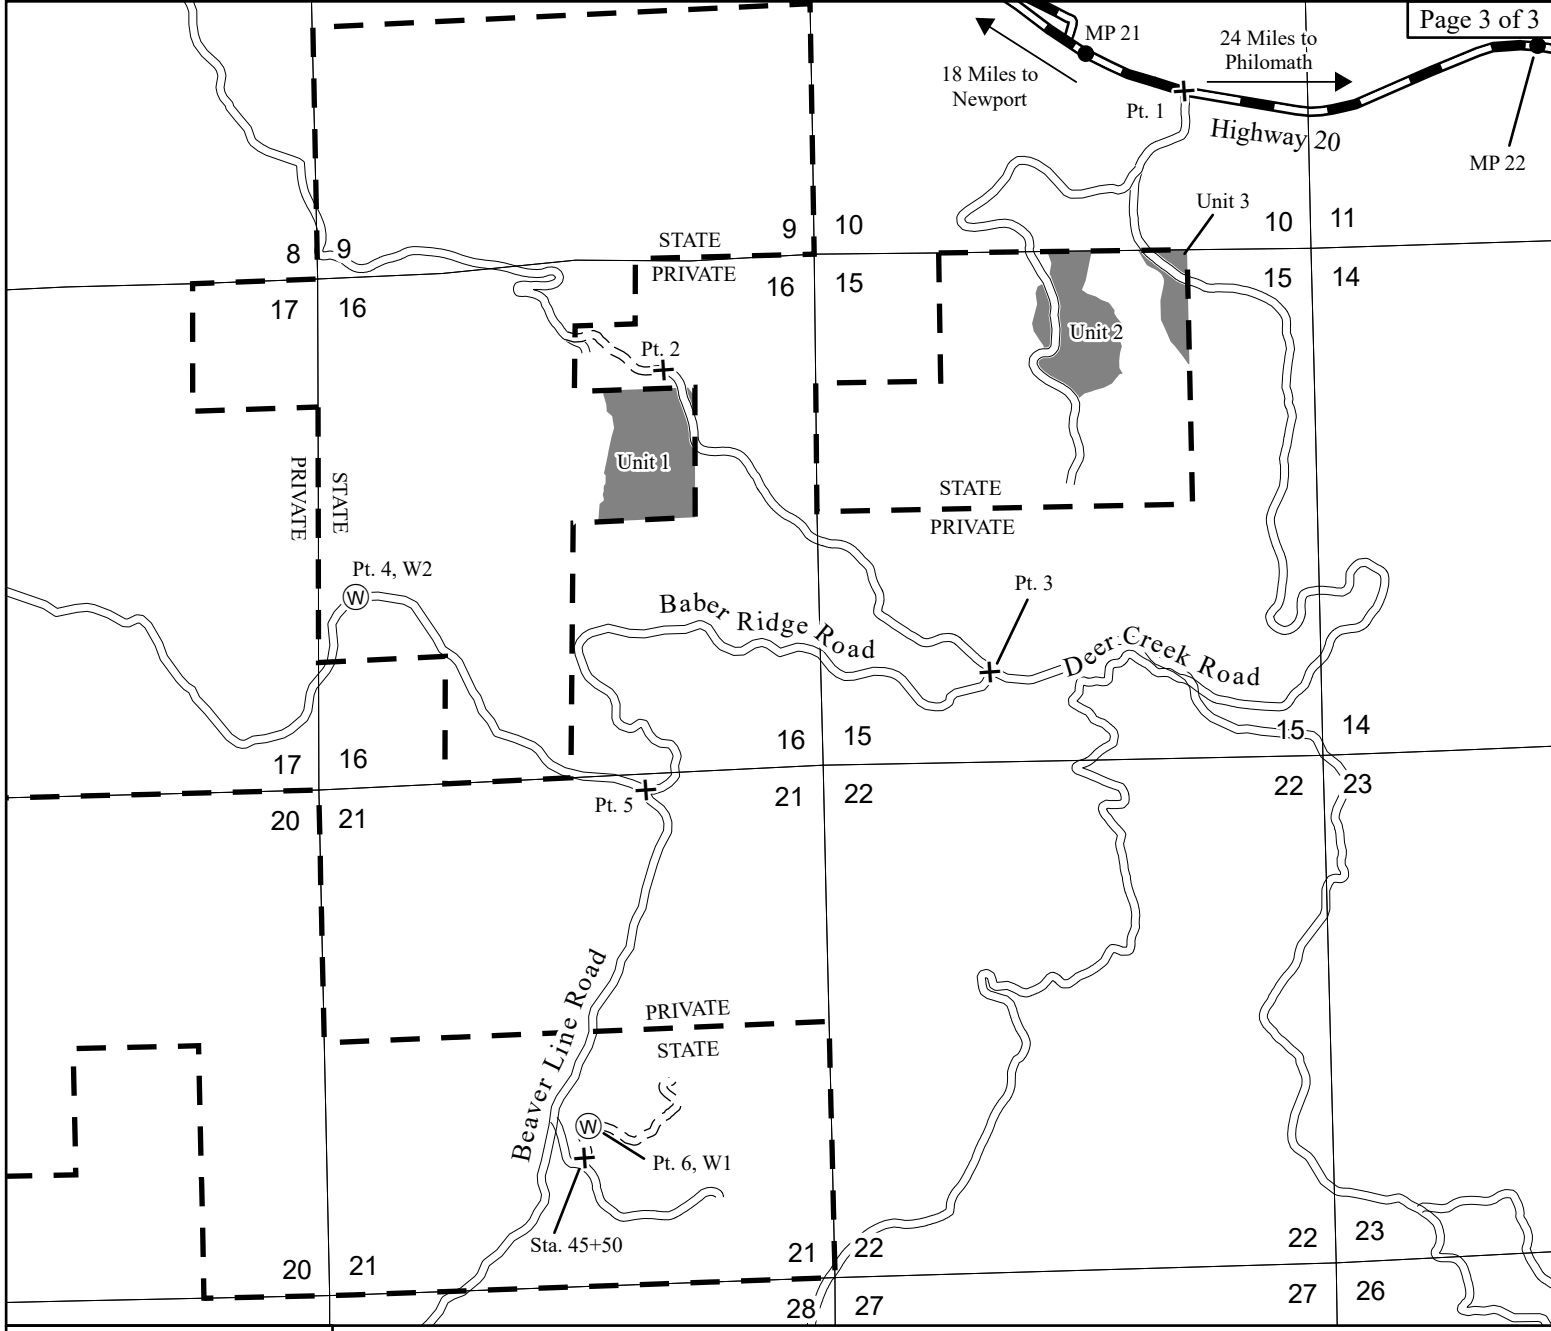 Page 3 of 3
MP 21
24 Miles to
Philomath
18 Miles to
Newport
Pt. 1
Highway 20
MP 22
Unit 3
8
9
9
10
10
11
STATE
PRIVATE
17
16
16
15
15
14
Unit 2
Pt. 2
Unit 1
PRIVATE
STATE
STATE
PRIVATE
Pt. 4, W2
W
Pt. 3
Baber Ridge Road
Deer Creek Road
17
16
16
15
15
14
20
21
Pt. 5
21
22
22
23
Beaver Line Road
PRIVATE
STATE
W
Pt. 6, W1
Sta. 45+50
20
21
21
22
22
23
28
27
27
26